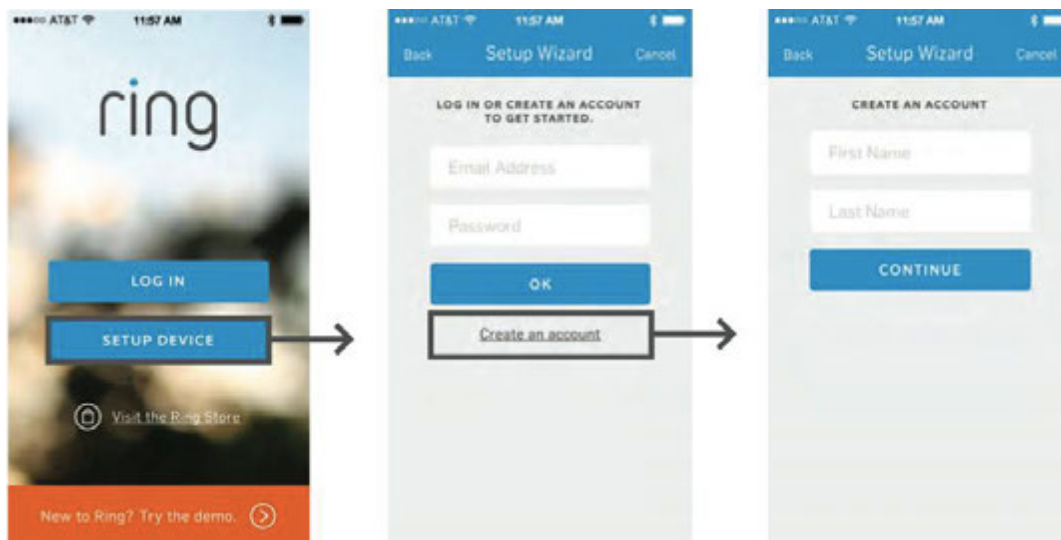 AT&T 11:57 AM
ring
LOG IN
SETUP DEVICE
Visit the Ring Store
New to Ring? Try the demo.
AT&T 11:57 AM
Back Setup Wizard Cancel
LOG IN OR CREATE AN ACCOUNT
TO GET STARTED.
Email Address
Password
OK
Create an account
AT&T 11:57 AM
Back Setup Wizard Cancel
CREATE AN ACCOUNT
First Name
Last Name
CONTINUE